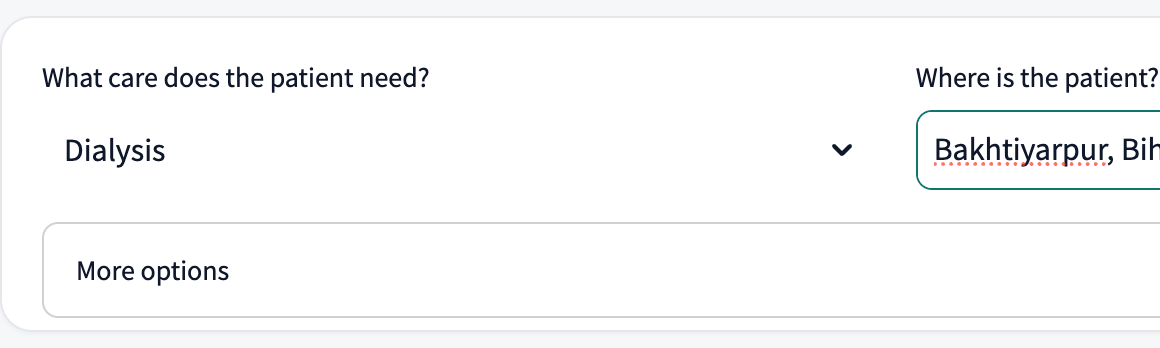 What care does the patient need?
Where is the patient?
Dialysis
Bakhtiyarpur, Bih
More options